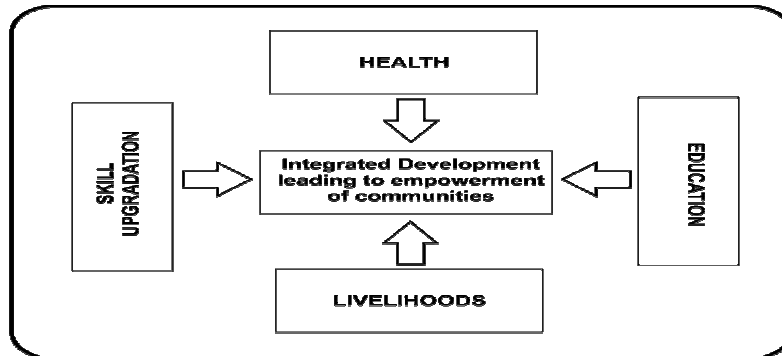 HEALTH
SKILL
UPGRADATION
Integrated Development
leading to empowerment
of communities
EDUCATION
LIVELIHOODS